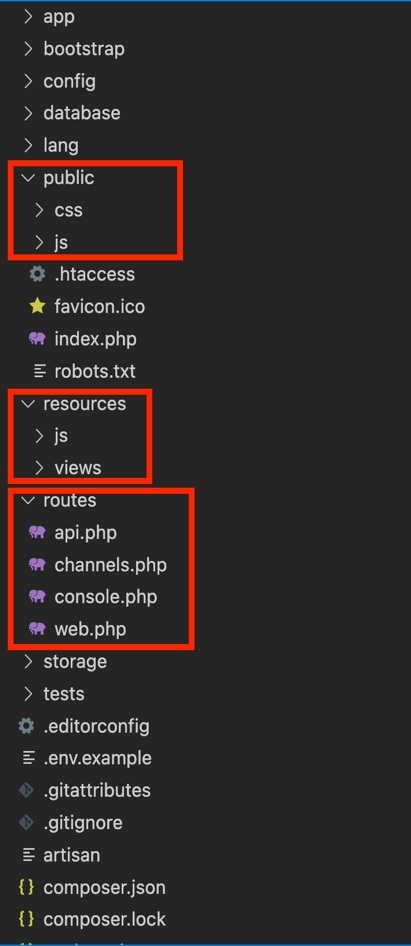 app
bootstrap
config
database
lang
public
css
js
.htaccess
favicon.ico
index.php
robots.txt
resources
js
views
routes
api.php
channels.php
console.php
web.php
storage
tests
.editorconfig
.env.example
.gitattributes
.gitignore
artisan
composer.json
composer.lock